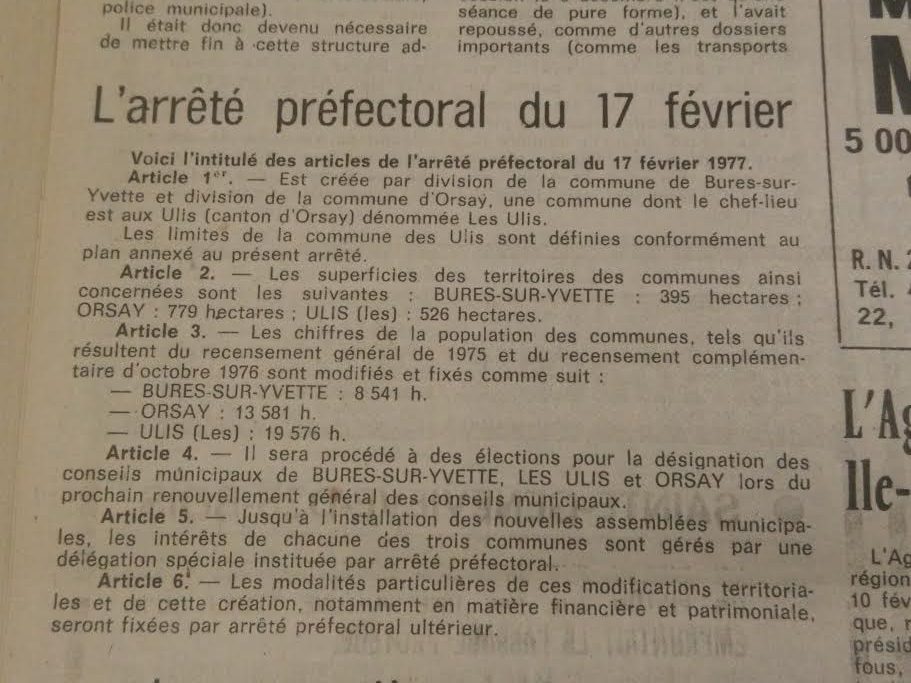 police municipale).
Il était donc devenu nécessaire
de mettre fin à cette structure ad-
séance de pure forme), et l'avait
repoussé, comme d'autres dossiers
importants (comme les transports
L'arrêté préfectoral du 17 février
Voici l'intitulé des articles de l'arrêté préfectoral du 17 février 1977.
Article 1er. — Est créée par division de la commune de Bures-sur-
Yvette et division de la commune d'Orsay, une commune dont le chef-lieu
est aux Ulis (canton d'Orsay) dénommée Les Ulis.
Les limites de la commune des Ulis sont définies conformément au
plan annexé au présent arrêté.
Article 2. — Les superficies des territoires des communes ainsi
concernées sont les suivantes : BURES-SUR-YVETTE : 395 hectares ;
ORSAY : 779 hectares ; ULIS (les) : 526 hectares.
Article 3. — Les chiffres de la population des communes, tels qu'ils
résultent du recensement général de 1975 et du recensement complémen-
taire d'octobre 1976 sont modifiés et fixés comme suit :
— BURES-SUR-YVETTE : 8 541 h.
— ORSAY : 13 581 h.
— ULIS (Les) : 19 576 h.
Article 4. — Il sera procédé à des élections pour la désignation des
conseils municipaux de BURES-SUR-YVETTE, LES ULIS et ORSAY lors du
prochain renouvellement général des conseils municipaux.
Article 5. — Jusqu'à l'installation des nouvelles assemblées municipa-
les, les intérêts de chacune des trois communes sont gérés par une
délégation spéciale instituée par arrêté préfectoral.
Article 6. — Les modalités particulières de ces modifications territoria-
les et de cette création, notamment en matière financière et patrimoniale,
seront fixées par arrêté préfectoral ultérieur.
5 00
R.N. 2
Tél. 4
22,
L'Ag
Ile-
L'Ag
région
10 fév
que, r
présid
fous,